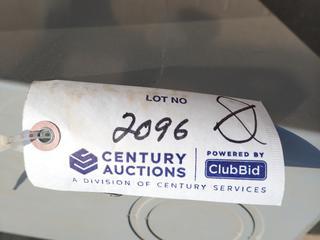 LOT NO
2096
CENTURY AUCTIONS
POWERED BY
ClubBid
A DIVISION OF CENTURY SERVICES